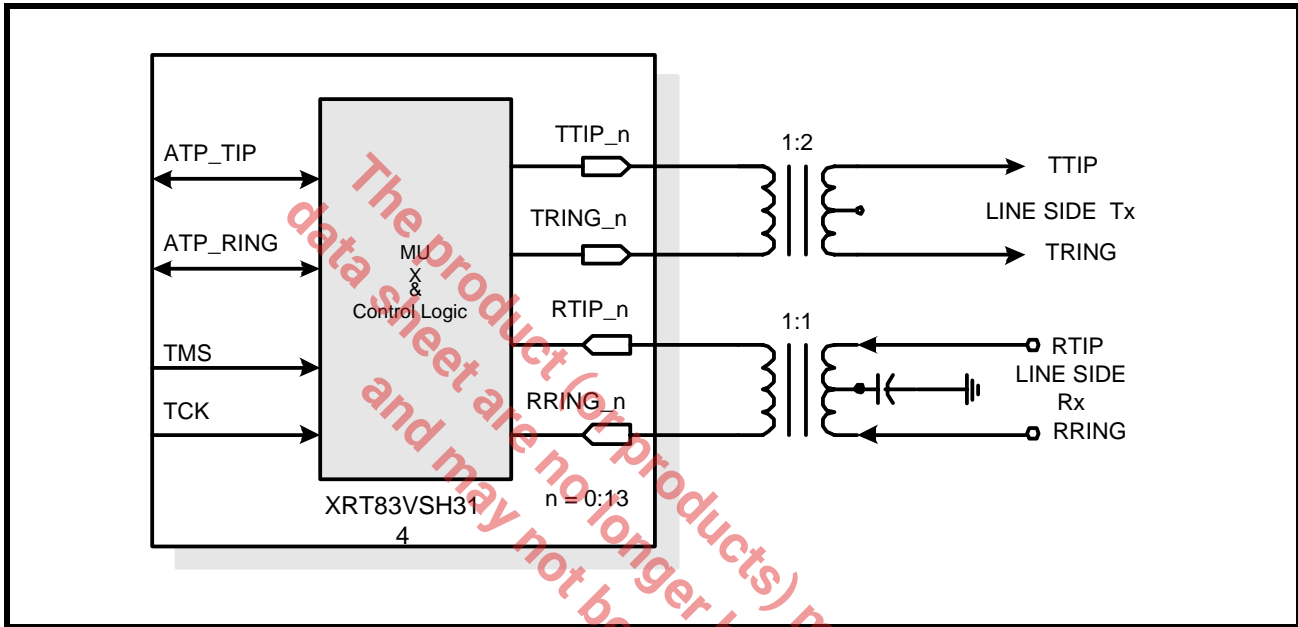 ATP_TIP
ATP_RING
TMS
TCK
MU
X
&
Control Logic
XRT83VSH31
4
n = 0:13
TTIP_n
TRING_n
RTIP_n
RRING_n
1:2
1:1
TTIP
LINE SIDE Tx
TRING
RTIP
LINE SIDE
Rx
RRING
The product (or products)
data sheet are no longer
and may not be